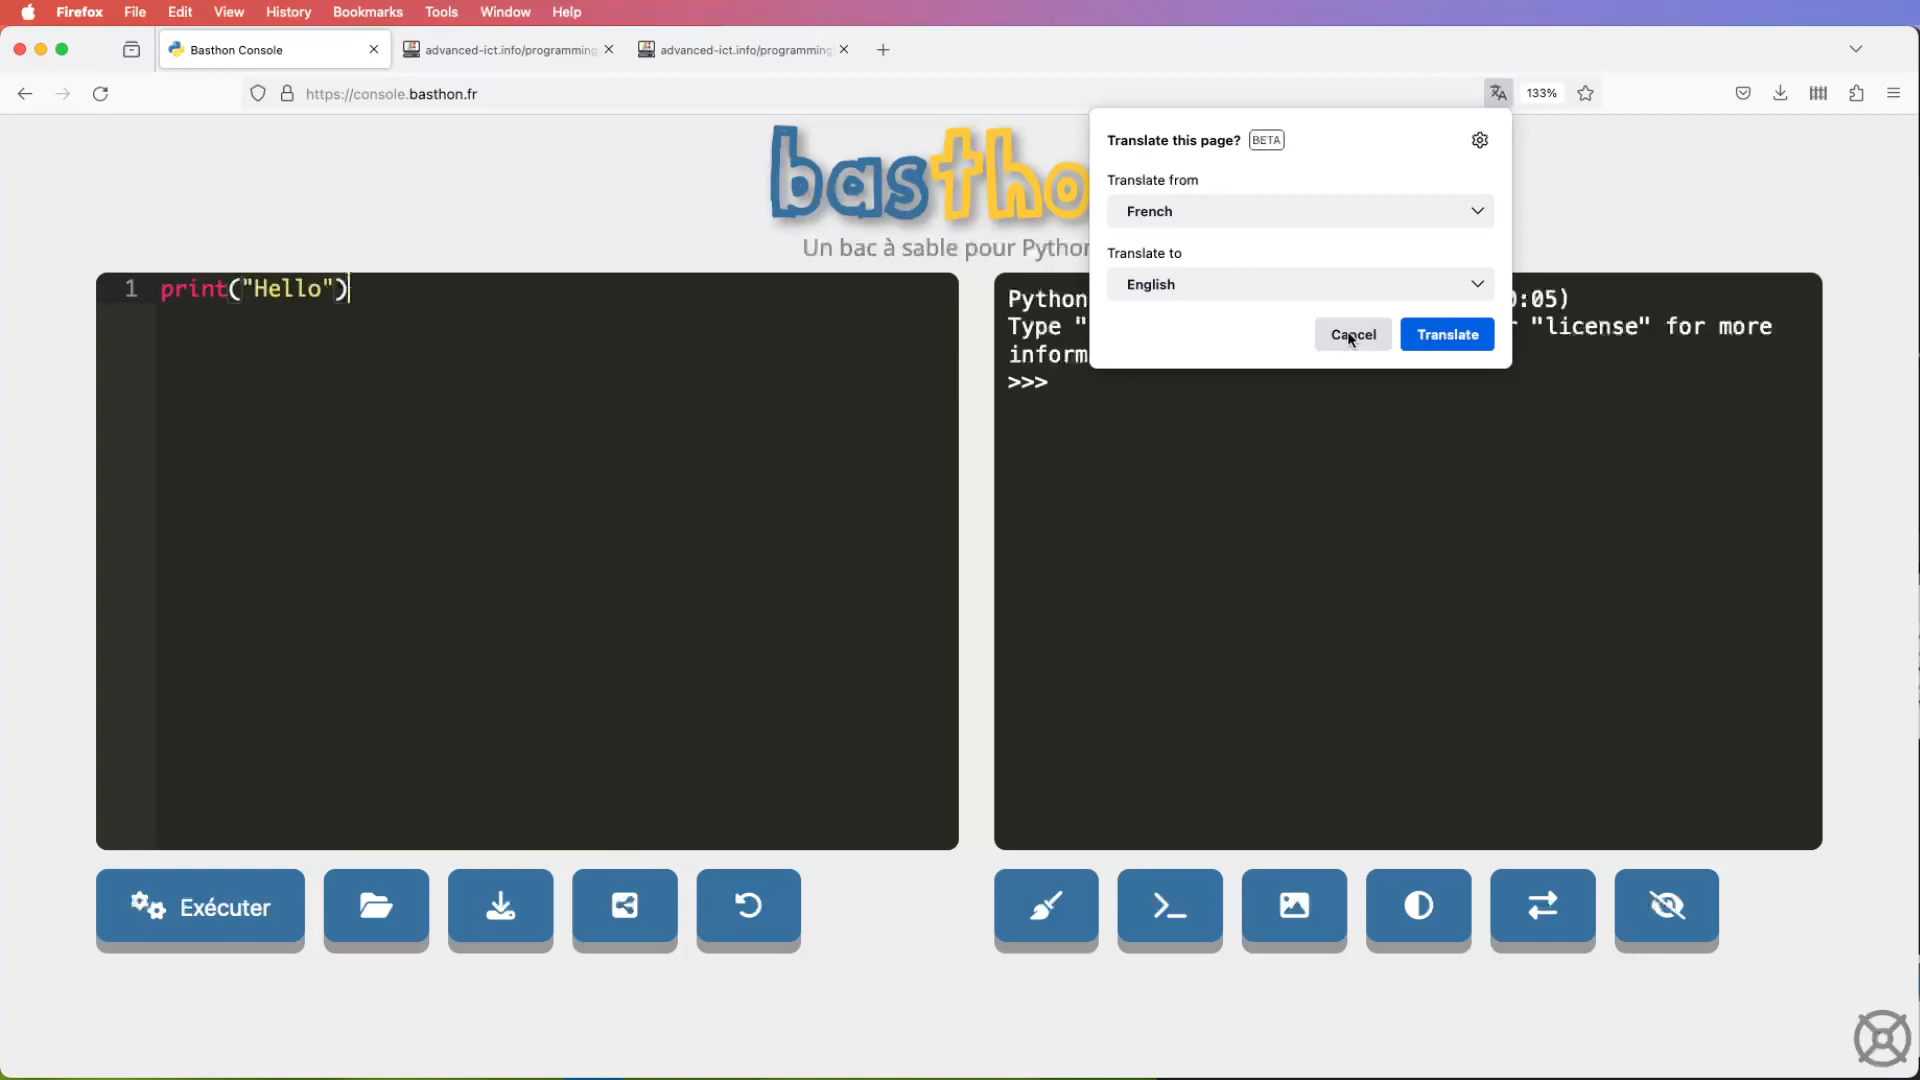 Firefox File Edit View History Bookmarks Tools Window Help
Basthon Console
advanced-ict.info/programming
advanced-ict.info/programming
https://console.basthon.fr
133%
bastho
Un bac à sable pour Python
Translate this page? BETA
Translate from
French
Translate to
English
Cancel Translate
1 print("Hello")
Python :05)
Type " "license" for more
inform
>>>
Exécuter